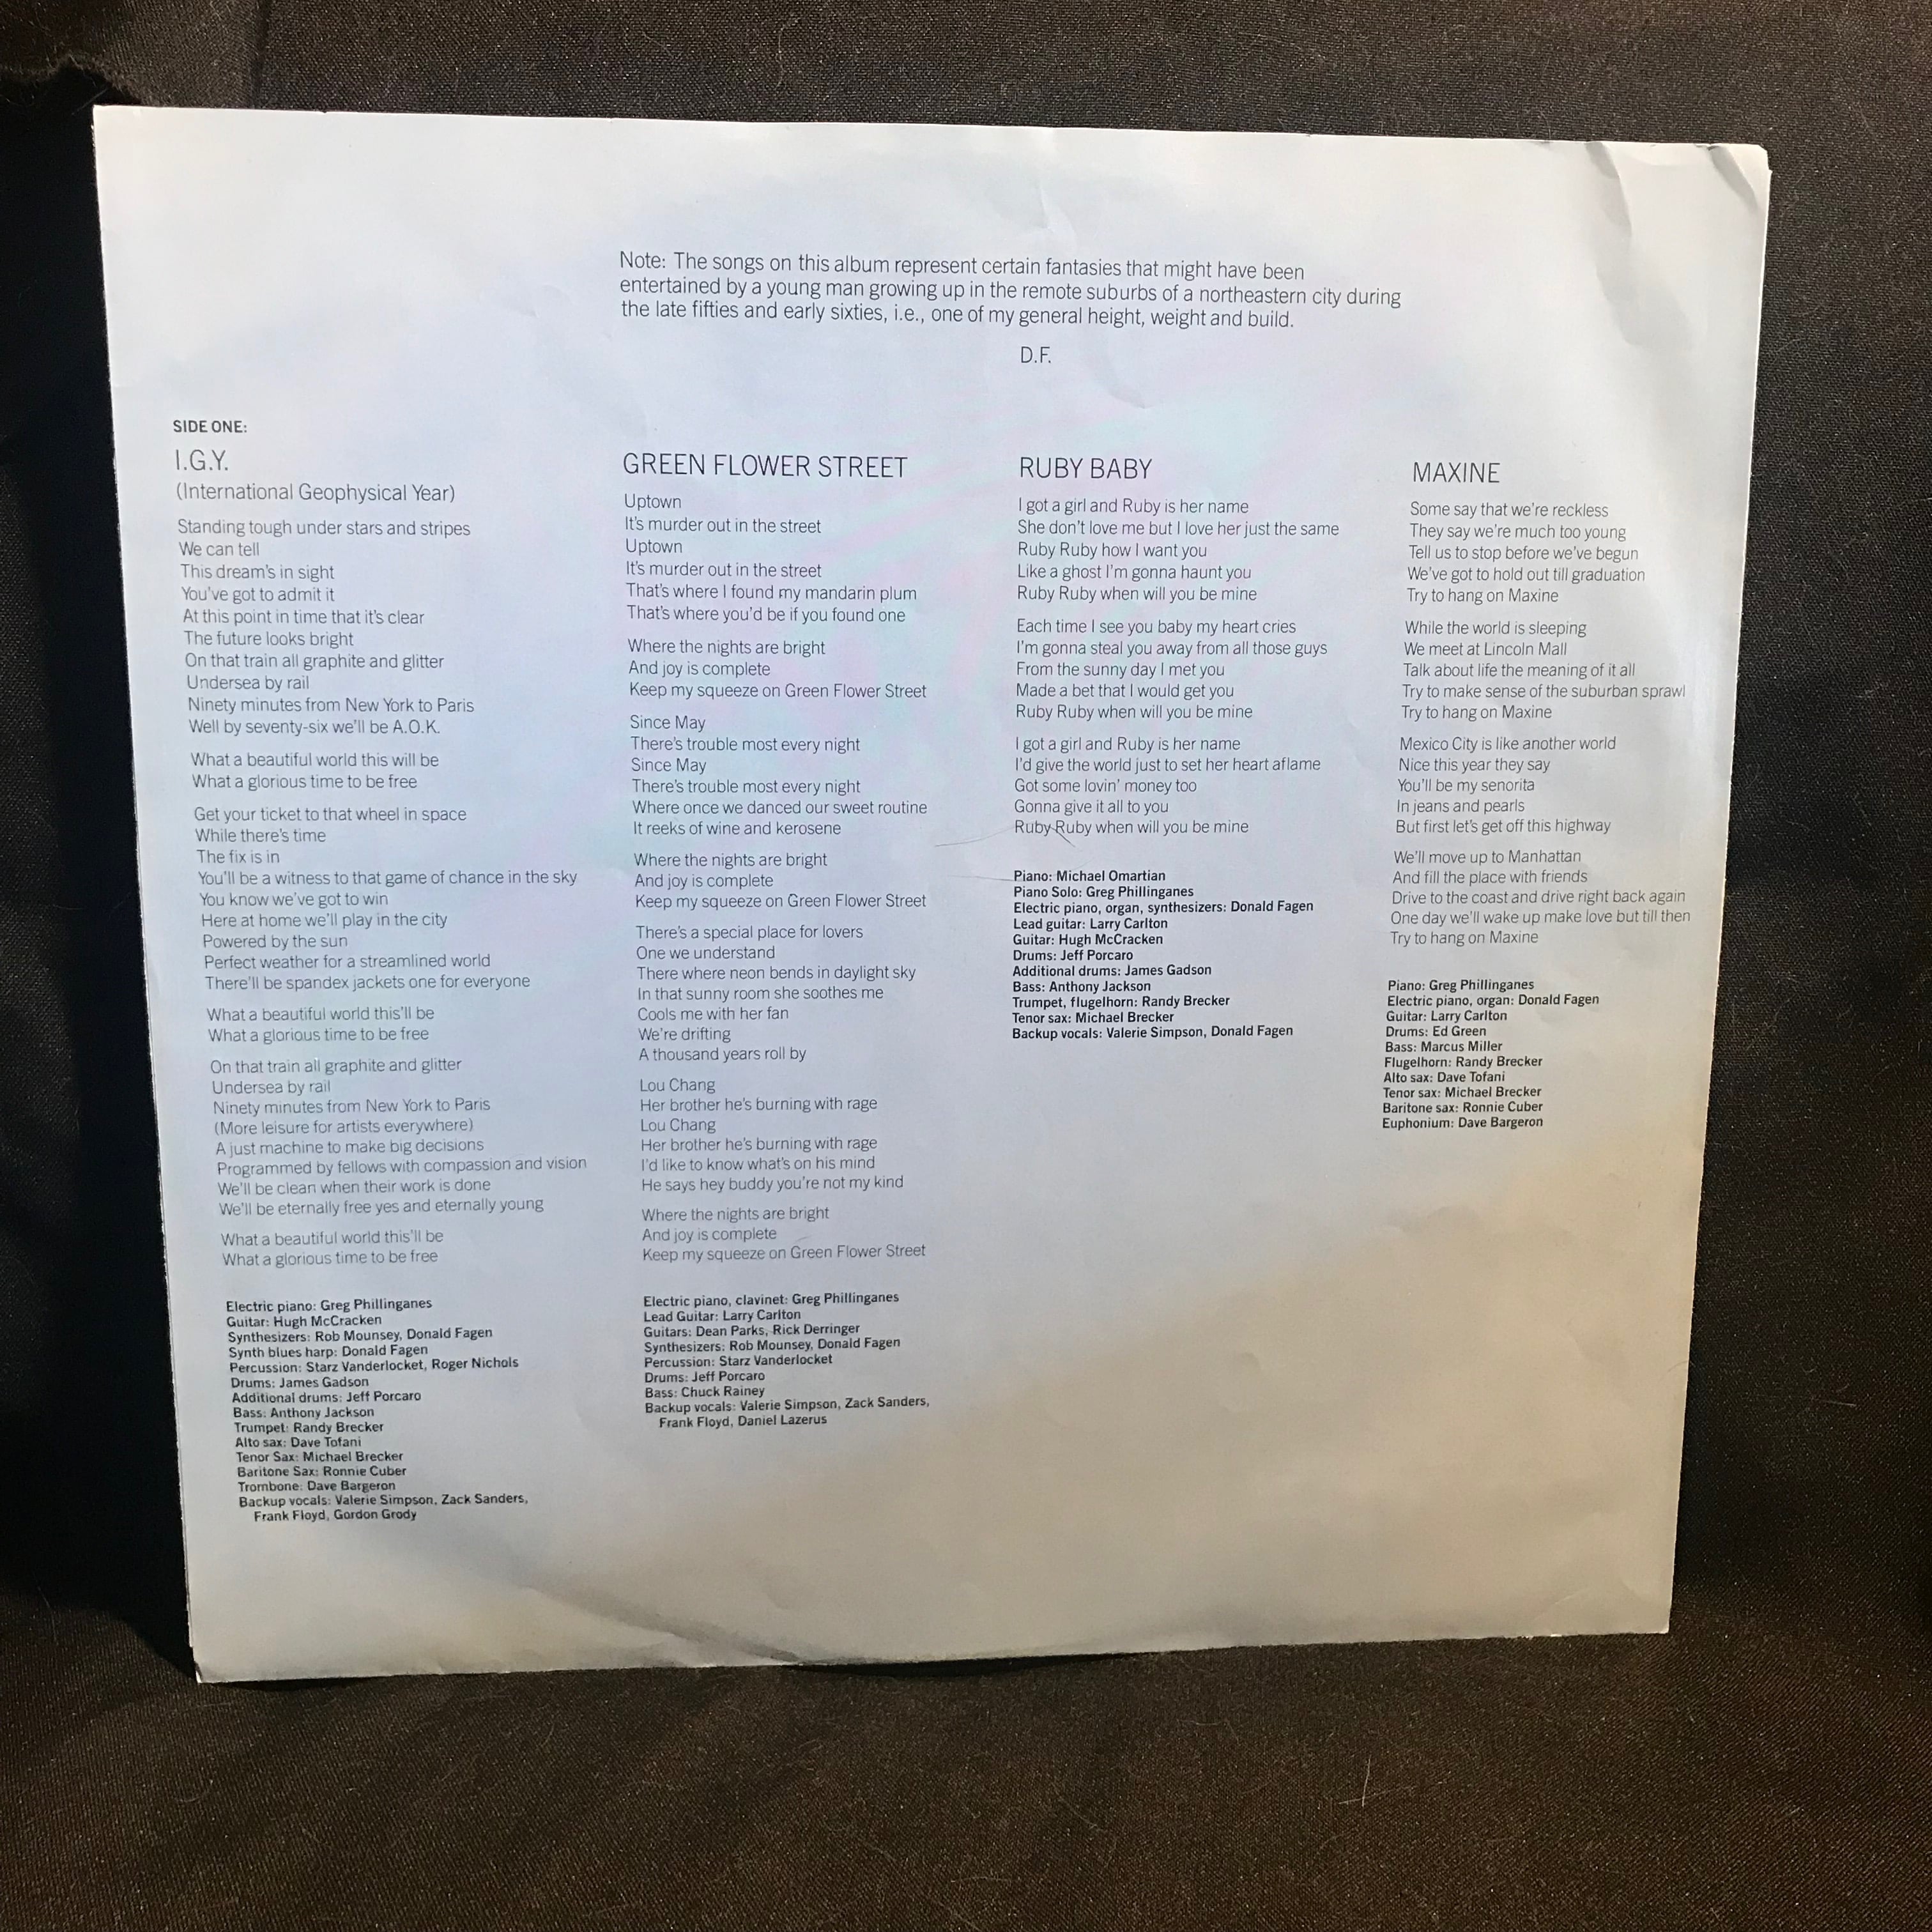 Note: The songs on this album represent certain fantasies that might have been
entertained by a young man growing up in the remote suburbs of a northeastern city during
the late fifties and early sixties, i.e., one of my general height, weight and build.
D.F.
SIDE ONE:
I.G.Y.
(International Geophysical Year)
Standing tough under stars and stripes
We can tell
This dream's in sight
You've got to admit it
At this point in time that it's clear
The future looks bright
On that train all graphite and glitter
Undersea by rail
Ninety minutes from New York to Paris
Well by seventy-six we'll be A.O.K.
What a beautiful world this will be
What a glorious time to be free
Get your ticket to that wheel in space
While there's time
The fix is in
You'll be a witness to that game of chance in the sky
You know we've got to win
Here at home we'll play in the city
Powered by the sun
Perfect weather for a streamlined world
There'll be spandex jackets one for everyone
What a beautiful world this'll be
What a glorious time to be free
On that train all graphite and glitter
Undersea by rail
Ninety minutes from New York to Paris
(More leisure for artists everywhere)
A just machine to make big decisions
Programmed by fellows with compassion and vision
We'll be clean when their work is done
We'll be eternally free yes and eternally young
What a beautiful world this'll be
What a glorious time to be free
Electric piano: Greg Phillinganes
Guitar: Hugh McCracken
Synthesizers: Rob Mounsey, Donald Fagen
Synth blues harp: Donald Fagen
Percussion: Starz Vanderlocket, Roger Nichols
Drums: James Gadson
Additional drums: Jeff Porcaro
Bass: Anthony Jackson
Trumpet: Randy Brecker
Alto sax: Dave Tofani
Tenor Sax: Michael Brecker
Baritone Sax: Ronnie Cuber
Trombone: Dave Bargeron
Backup vocals: Valerie Simpson, Zack Sanders,
Frank Floyd, Gordon Grody
GREEN FLOWER STREET
Uptown
It's murder out in the street
Uptown
It's murder out in the street
That's where I found my mandarin plum
That's where you'd be if you found one
Where the nights are bright
And joy is complete
Keep my squeeze on Green Flower Street
Since May
There's trouble most every night
Since May
There's trouble most every night
Where once we danced our sweet routine
It reeks of wine and kerosene
Where the nights are bright
And joy is complete
Keep my squeeze on Green Flower Street
There's a special place for lovers
One we understand
There where neon bends in daylight sky
In that sunny room she soothes me
Cools me with her fan
We're drifting
A thousand years roll by
Lou Chang
Her brother he's burning with rage
Lou Chang
Her brother he's burning with rage
I'd like to know what's on his mind
He says hey buddy you're not my kind
Where the nights are bright
And joy is complete
Keep my squeeze on Green Flower Street
Electric piano, clavinet: Greg Phillinganes
Lead Guitar: Larry Carlton
Guitars: Dean Parks, Rick Derringer
Synthesizers: Rob Mounsey, Donald Fagen
Percussion: Starz Vanderlocket
Drums: Jeff Porcaro
Bass: Chuck Rainey
Backup vocals: Valerie Simpson, Zack Sanders,
Frank Floyd, Daniel Lazerus
RUBY BABY
I got a girl and Ruby is her name
She don't love me but I love her just the same
Ruby Ruby how I want you
Like a ghost I'm gonna haunt you
Ruby Ruby when will you be mine
Each time I see you baby my heart cries
I'm gonna steal you away from all those guys
From the sunny day I met you
Made a bet that I would get you
Ruby Ruby when will you be mine
I got a girl and Ruby is her name
I'd give the world just to set her heart aflame
Got some lovin' money too
Gonna give it all to you
Ruby Ruby when will you be mine
Piano: Michael Omartian
Piano Solo: Greg Phillinganes
Electric piano, organ, synthesizers: Donald Fagen
Lead guitar: Larry Carlton
Guitar: Hugh McCracken
Drums: Jeff Porcaro
Additional drums: James Gadson
Bass: Anthony Jackson
Trumpet, flugelhorn: Randy Brecker
Tenor sax: Michael Brecker
Backup vocals: Valerie Simpson, Donald Fagen
MAXINE
Some say that we're reckless
They say we're much too young
Tell us to stop before we've begun
We've got to hold out till graduation
Try to hang on Maxine
While the world is sleeping
We meet at Lincoln Mall
Talk about life the meaning of it all
Try to make sense of the suburban sprawl
Try to hang on Maxine
Mexico City is like another world
Nice this year they say
You'll be my senorita
In jeans and pearls
But first let's get off this highway
We'll move up to Manhattan
And fill the place with friends
Drive to the coast and drive right back again
One day we'll wake up make love but till then
Try to hang on Maxine
Piano: Greg Phillinganes
Electric piano, organ: Donald Fagen
Guitar: Larry Carlton
Drums: Ed Green
Bass: Marcus Miller
Flugelhorn: Randy Brecker
Alto sax: Dave Tofani
Tenor sax: Michael Brecker
Baritone sax: Ronnie Cuber
Euphonium: Dave Bargeron